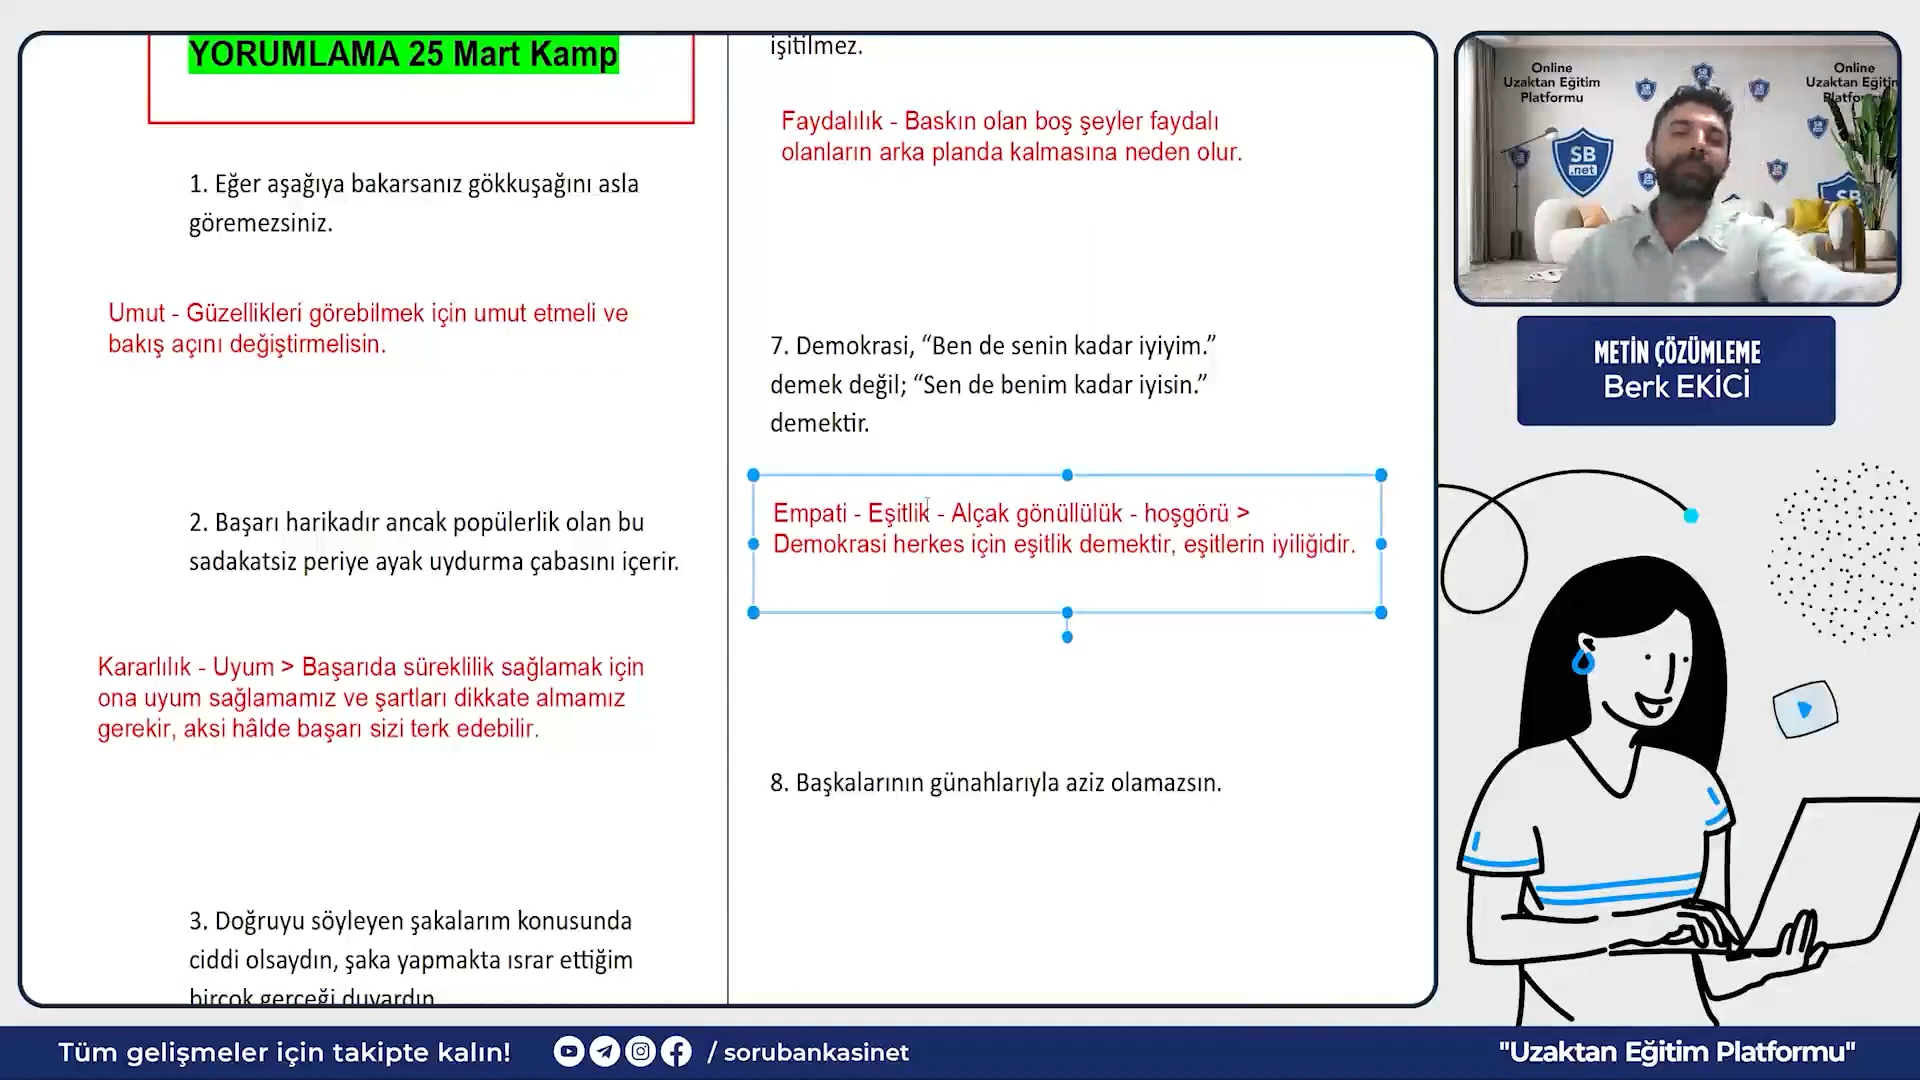 YORUMLAMA 25 Mart Kamp
1. Eğer aşağıya bakarsanız gökkuşağını asla
göremezsiniz.
Umut - Güzellikleri görebilmek için umut etmeli ve
bakış açını değiştirmelisin.
2. Başarı harikadır ancak popülerlik olan bu
sadakatsiz periye ayak uydurma çabasını içerir.
Kararlılık - Uyum > Başarıda süreklilik sağlamak için
ona uyum sağlamamız ve şartları dikkate almamız
gerekir, aksi hâlde başarı sizi terk edebilir.
3. Doğruyu söyleyen şakalarım konusunda
ciddi olsaydın, şaka yapmakta ısrar ettiğim
birçok gerçeği duyardın
işitilmez.
Faydalılık - Baskın olan boş şeyler faydalı
olanların arka planda kalmasına neden olur.
7. Demokrasi, “Ben de senin kadar iyiyim.”
demek değil; “Sen de benim kadar iyisin.”
demektir.
Empati - Eşitlik - Alçak gönüllülük - hoşgörü >
Demokrasi herkes için eşitlik demektir, eşitlerin iyiliğidir.
8. Başkalarının günahlarıyla aziz olamazsın.
Online
Uzaktan Eğitim
Platformu
Online
Uzaktan Eğitim
SB
.net
SB
METİN ÇÖZÜMLEME
Berk EKİCİ
Tüm gelişmeler için takipte kalın!
/ sorubankasinet
"Uzaktan Eğitim Platformu"